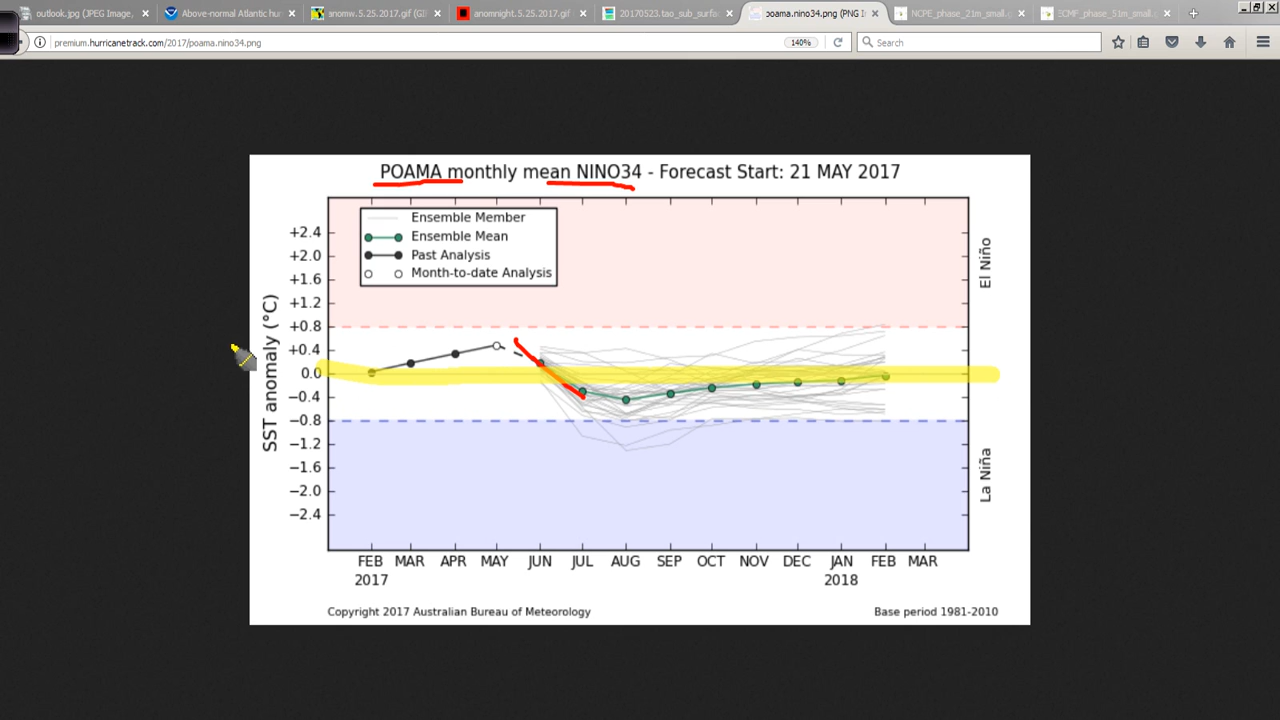 outlook.jpg (JPEG Image,
Above-normal Atlantic hur
anomw.5.25.2017.gif (GI
anomnight.5.25.2017.gif
20170523.tao_sub_surfa
poama.nino34.png (PNG I
NCPE_phase_21m_small.g
ECMF_phase_51m_small.g
premium.hurricanetrack.com/2017/poama.nino34.png
140%
Search
POAMA monthly mean NINO34 - Forecast Start: 21 MAY 2017
Ensemble Member
Ensemble Mean
Past Analysis
Month-to-date Analysis
SST anomaly (°C)
+2.4
+2.0
+1.6
+1.2
+0.8
+0.4
0.0
−0.4
−0.8
−1.2
−1.6
−2.0
−2.4
El Niño
La Niña
FEB MAR APR MAY JUN JUL AUG SEP OCT NOV DEC JAN FEB MAR
2017 2018
Copyright 2017 Australian Bureau of Meteorology
Base period 1981-2010